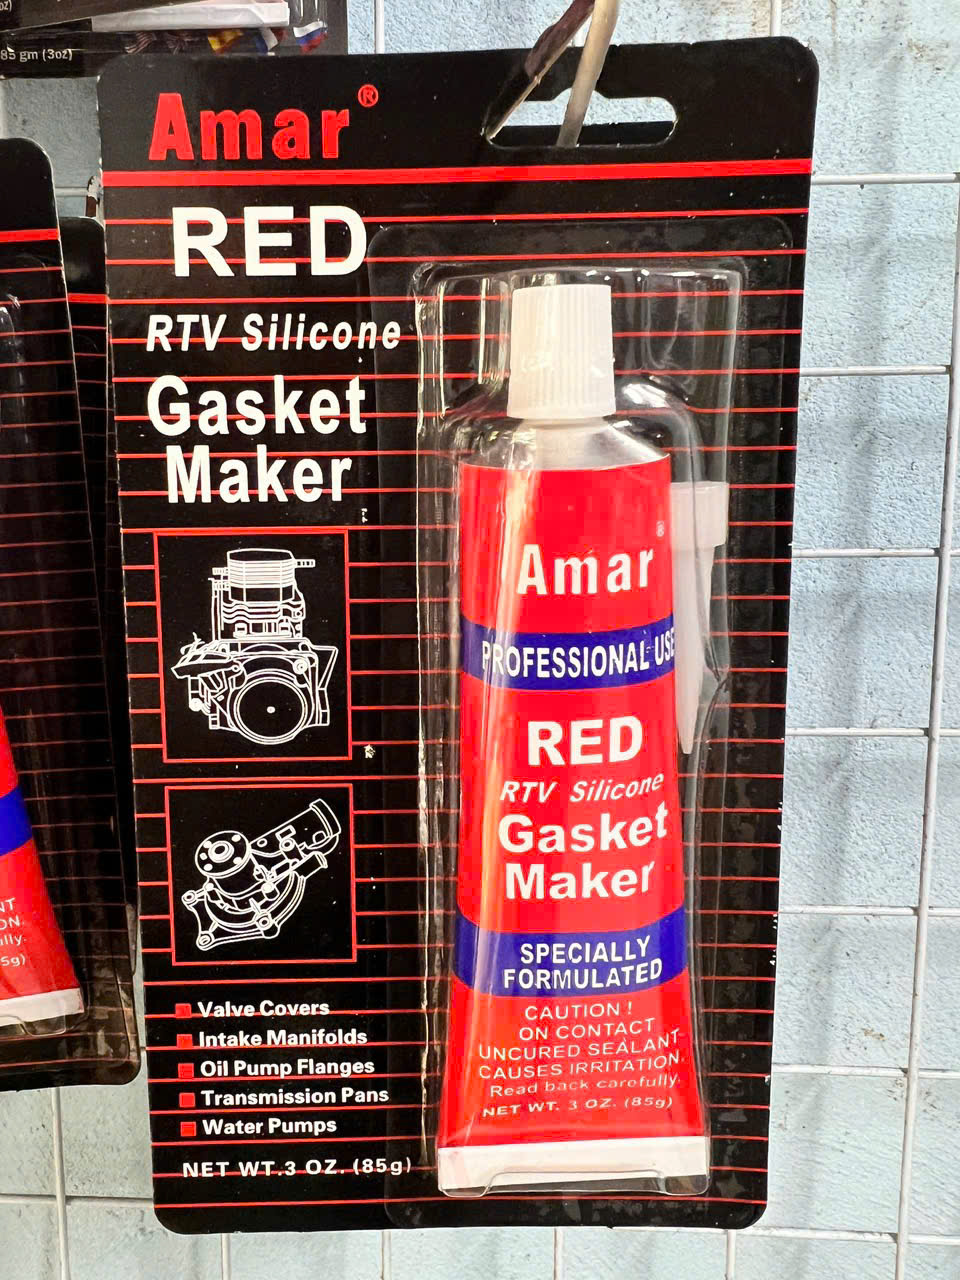 85 gm (3oz)
Amar®
RED
RTV Silicone
Gasket
Maker
Valve Covers
Intake Manifolds
Oil Pump Flanges
Transmission Pans
Water Pumps
NET WT.3 OZ. (85g)
Amar®
PROFESSIONAL USE
RED
RTV Silicone
Gasket
Maker
SPECIALLY
FORMULATED
CAUTION !
ON CONTACT
UNCURED SEALANT
CAUSES IRRITATION.
Read back carefully.
NET WT. 3 OZ. (85g)